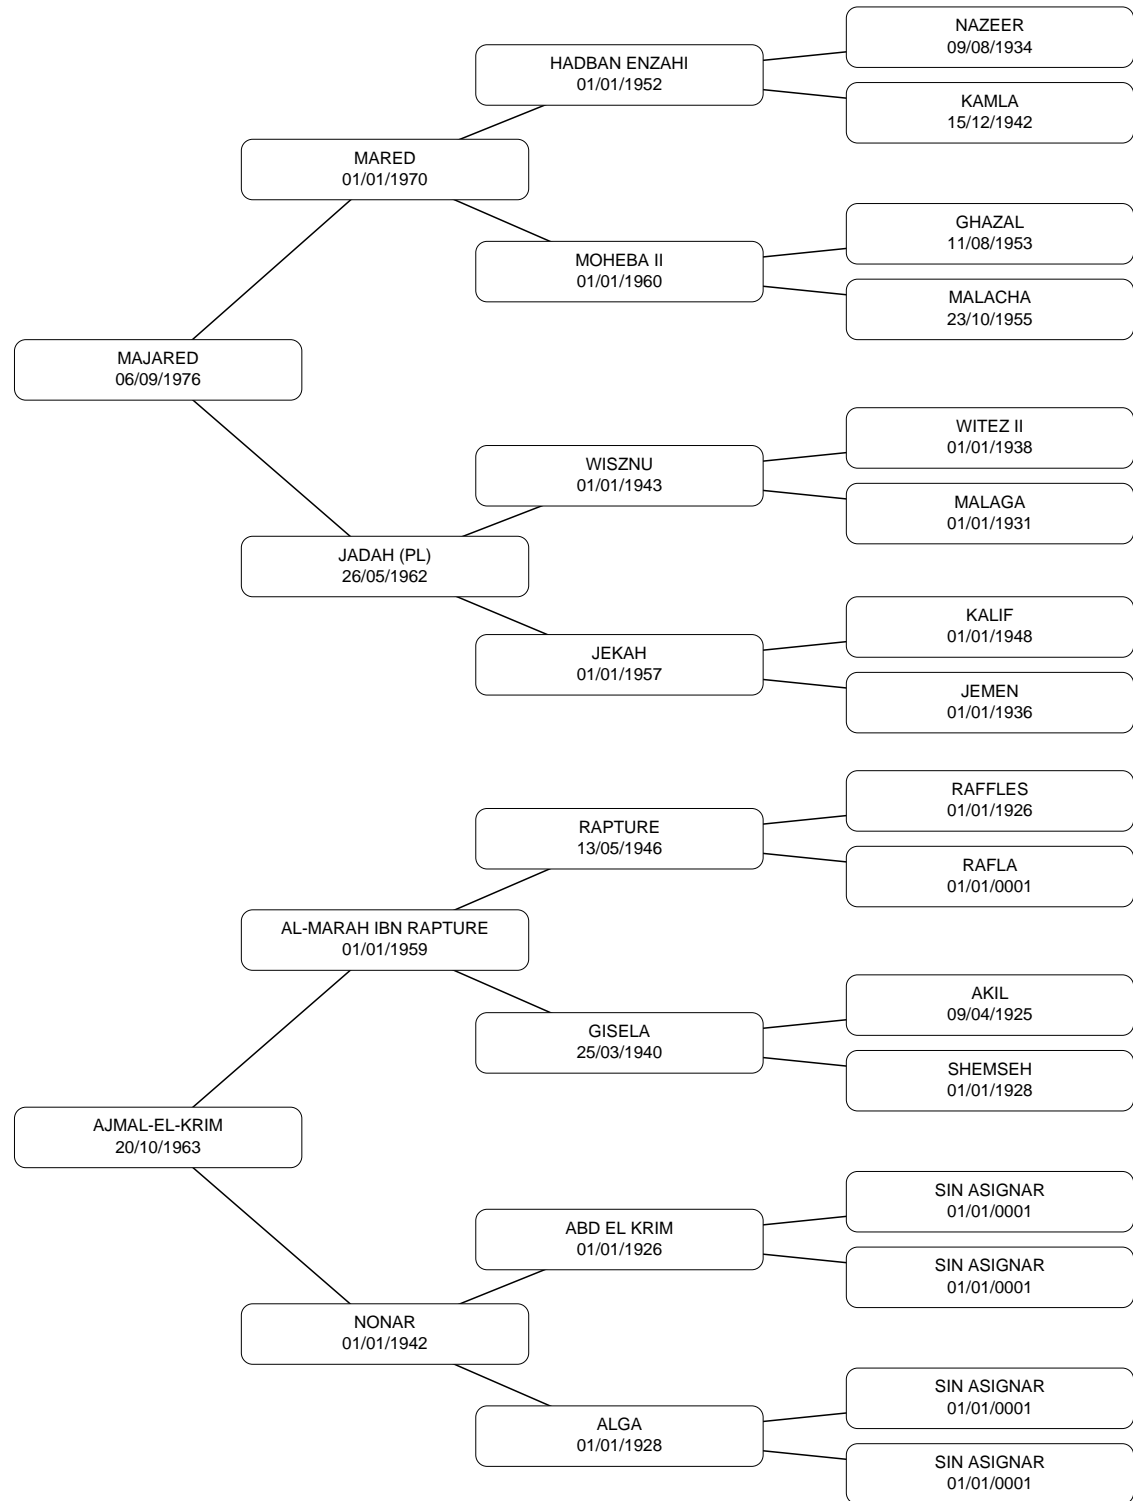 NAZEER
09/08/1934
HADBAN ENZAHI
01/01/1952
KAMLA
15/12/1942
MARED
01/01/1970
GHAZAL
11/08/1953
MOHEBA II
01/01/1960
MALACHA
23/10/1955
MAJARED
06/09/1976
WITEZ II
01/01/1938
WISZNU
01/01/1943
MALAGA
01/01/1931
JADAH (PL)
26/05/1962
KALIF
01/01/1948
JEKAH
01/01/1957
JEMEN
01/01/1936
RAFFLES
01/01/1926
RAPTURE
13/05/1946
RAFLA
01/01/0001
AL-MARAH IBN RAPTURE
01/01/1959
AKIL
09/04/1925
GISELA
25/03/1940
SHEMSEH
01/01/1928
AJMAL-EL-KRIM
20/10/1963
SIN ASIGNAR
01/01/0001
ABD EL KRIM
01/01/1926
SIN ASIGNAR
01/01/0001
NONAR
01/01/1942
SIN ASIGNAR
01/01/0001
ALGA
01/01/1928
SIN ASIGNAR
01/01/0001